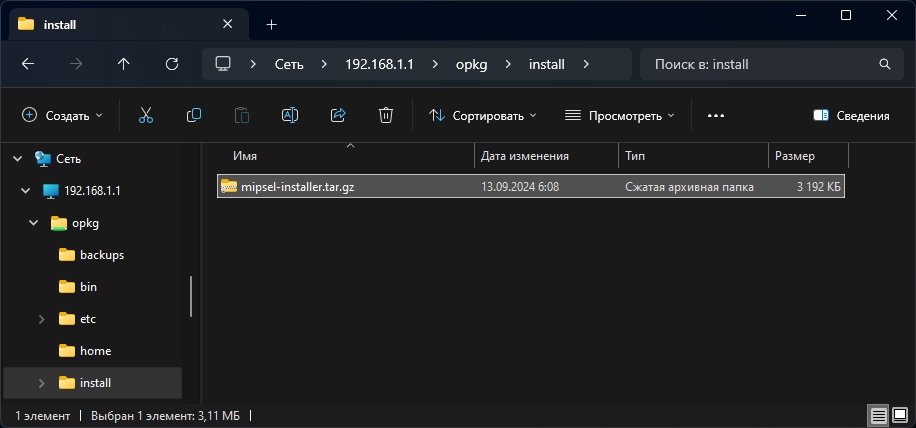 install
Сеть 192.168.1.1 opkg install Поиск в: install
Создать Сортировать Просмотреть Сведения
Имя Дата изменения Тип Размер
mipsel-installer.tar.gz 13.09.2024 6:08 Сжатая архивная папка 3 192 КБ
Сеть
192.168.1.1
opkg
backups
bin
etc
home
install
1 элемент Выбран 1 элемент: 3,11 МБ